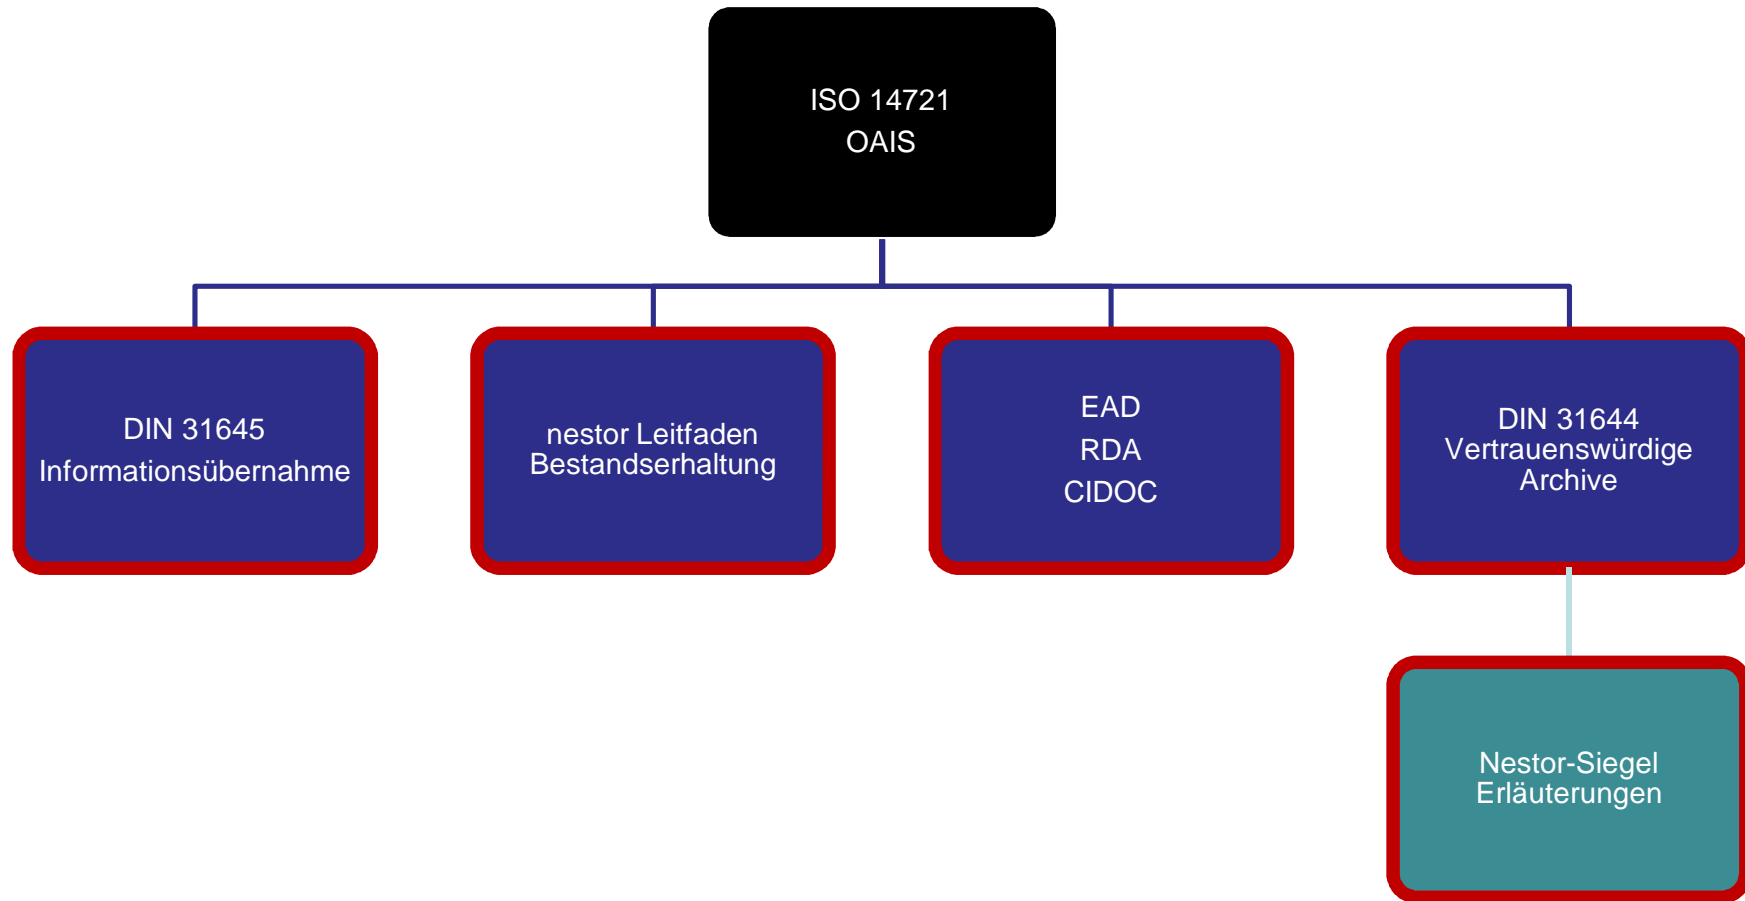 ISO 14721
OAIS
DIN 31645
Informationsübernahme
nestor Leitfaden
Bestandserhaltung
EAD
RDA
CIDOC
DIN 31644
Vertrauenswürdige
Archive
Nestor-Siegel
Erläuterungen